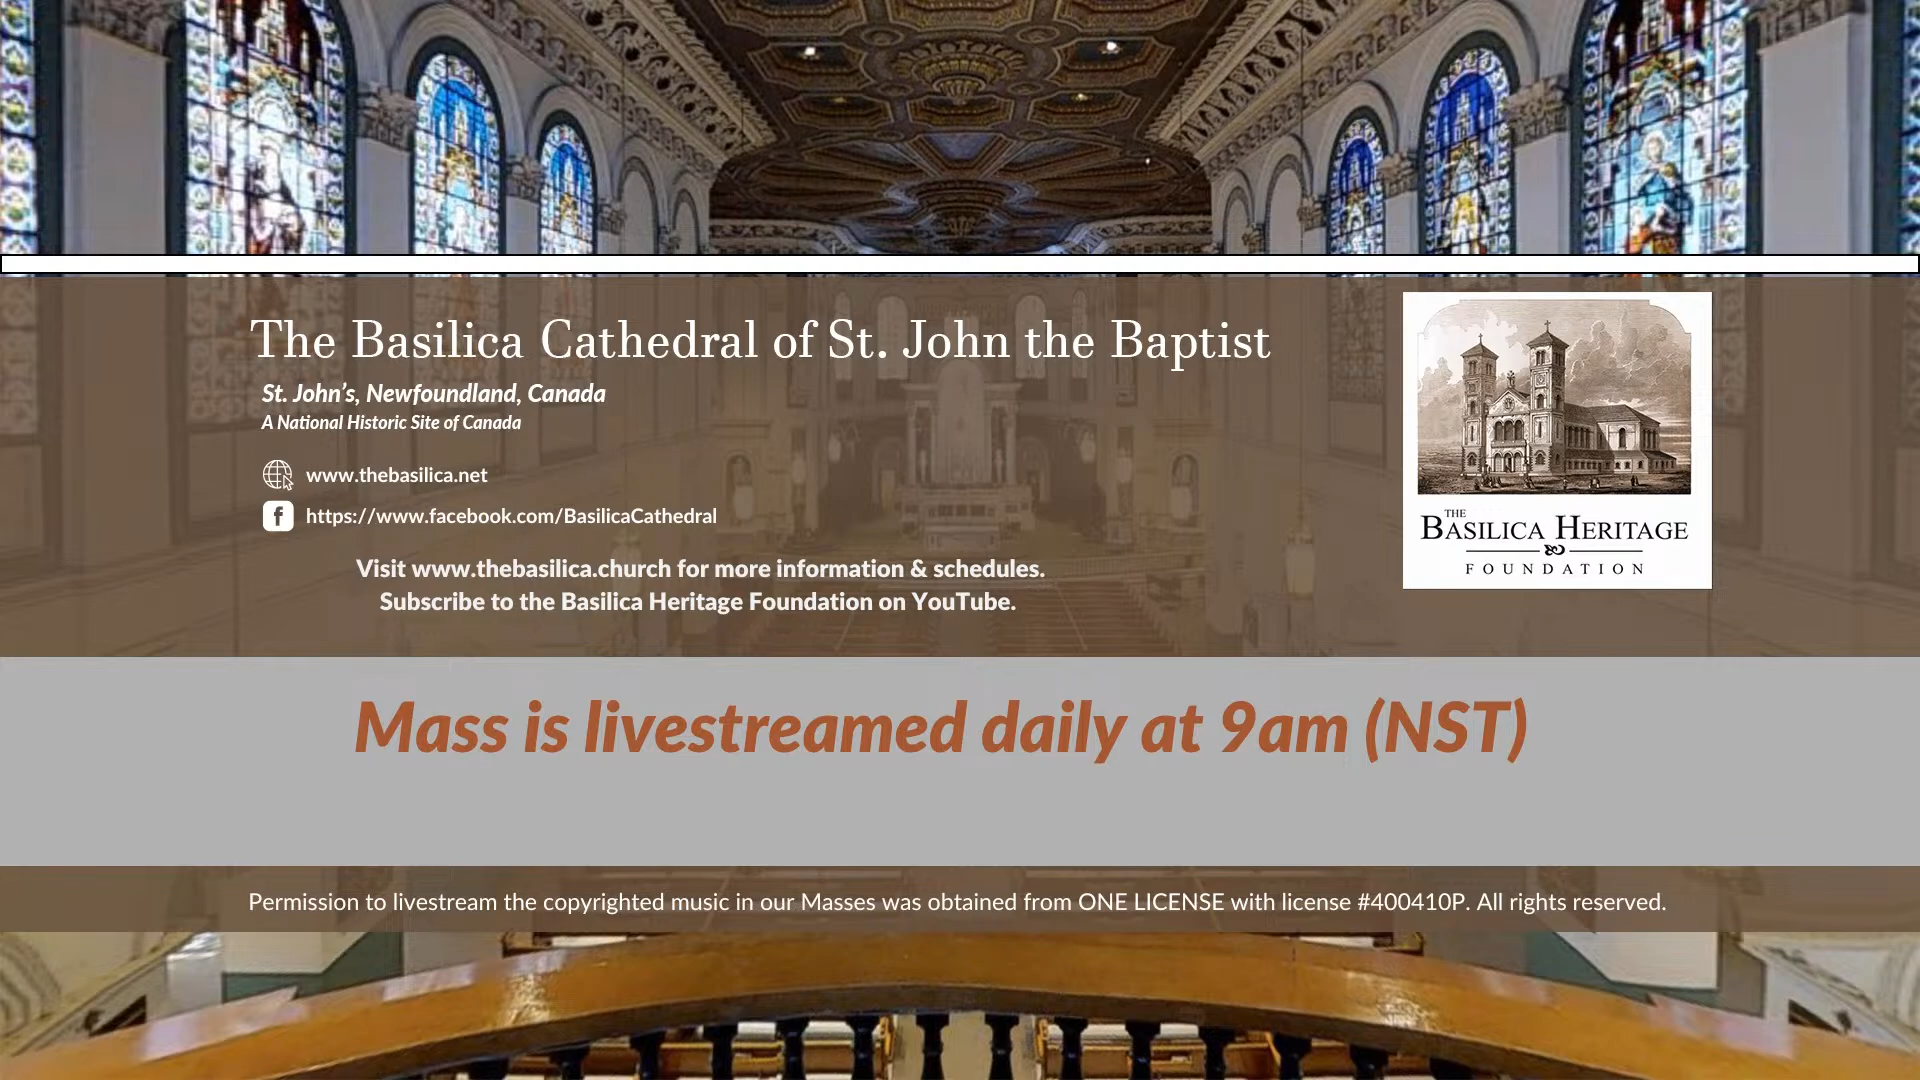 The Basilica Cathedral of St. John the Baptist
St. John’s, Newfoundland, Canada
A National Historic Site of Canada
www.thebasilica.net
https://www.facebook.com/BasilicaCathedral
Visit www.thebasilica.church for more information & schedules.
Subscribe to the Basilica Heritage Foundation on YouTube.
THE
BASILICA HERITAGE
FOUNDATION
Mass is livestreamed daily at 9am (NST)
Permission to livestream the copyrighted music in our Masses was obtained from ONE LICENSE with license #400410P. All rights reserved.